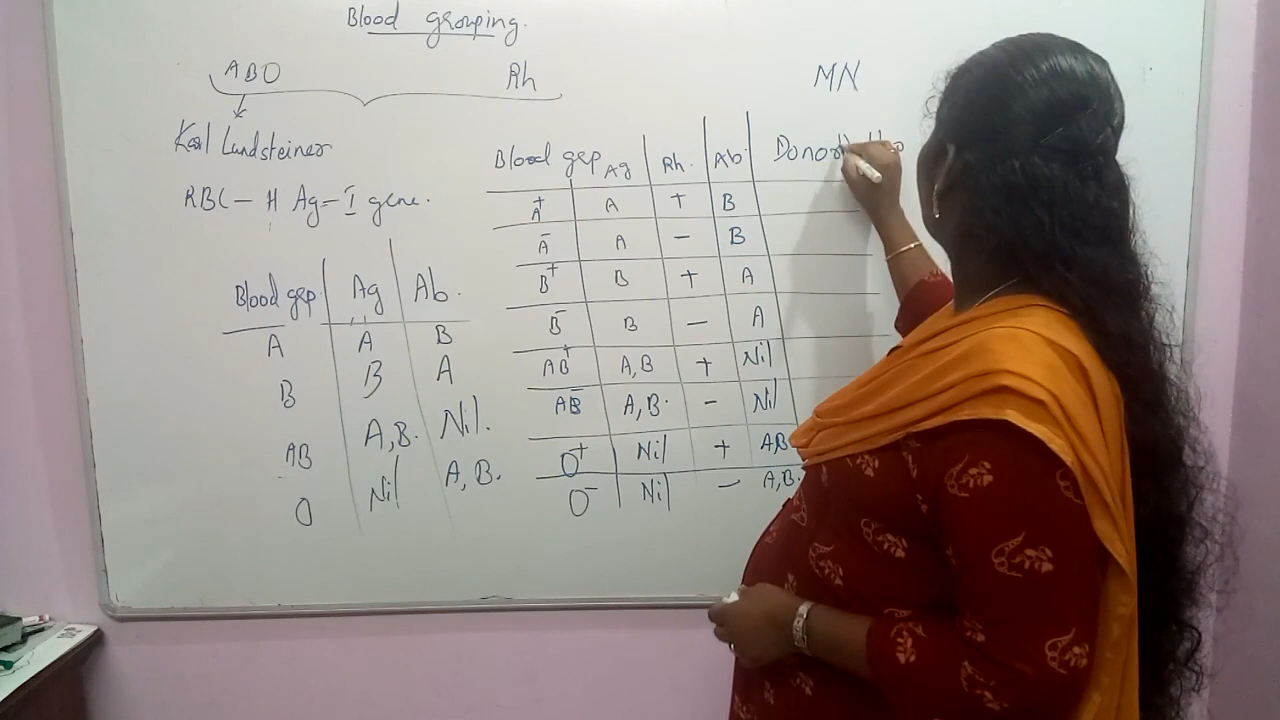 Blood grouping.
ABO Rh MN
Karl Landsteiner
RBC - H Ag - I gene.
Blood grp. Ag Ab.
A A B
B B A
AB A,B. Nil.
O Nil A, B.
Blood grp Ag Rh. Ab. Donor
A+ A + B
A- A - B
B+ B + A
B- B - A
AB+ A,B + Nil
AB- A,B. - Nil
O+ Nil + A,B
O- Nil - A,B.